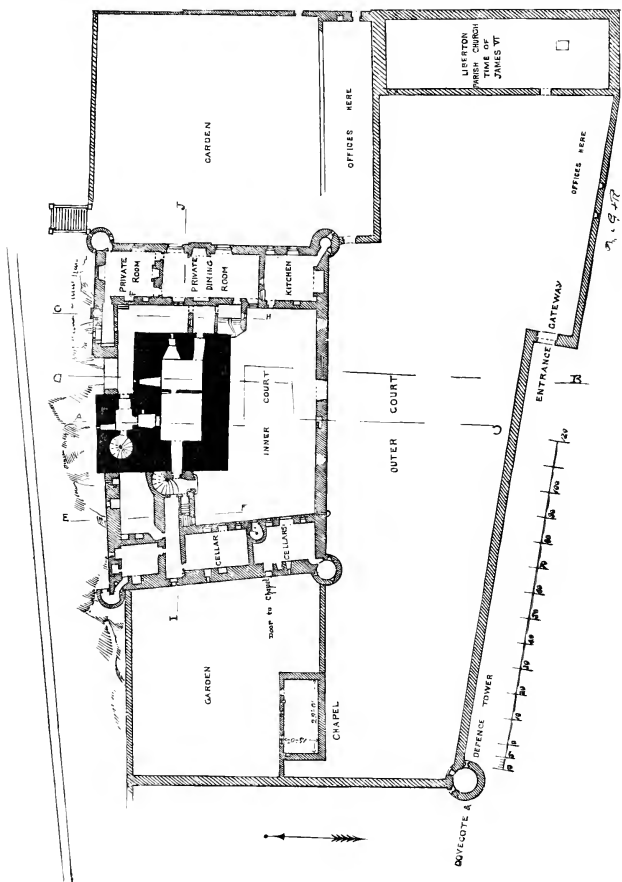 LIBERTON
PARISH CHURCH
TIME OF
JAMES VI
GARDEN
OFFICES HERE
OFFICES HERE
PRIVATE ROOM
PRIVATE
DINING
ROOM
KITCHEN
J
C
H
D
A
INNER
COURT
OUTER
COURT
B
ENTRANCE GATEWAY
E
F
I
CELLAR
CELLARS
Door to Chapel
GARDEN
CHAPEL
DOVECOTE & DEFENCE TOWER